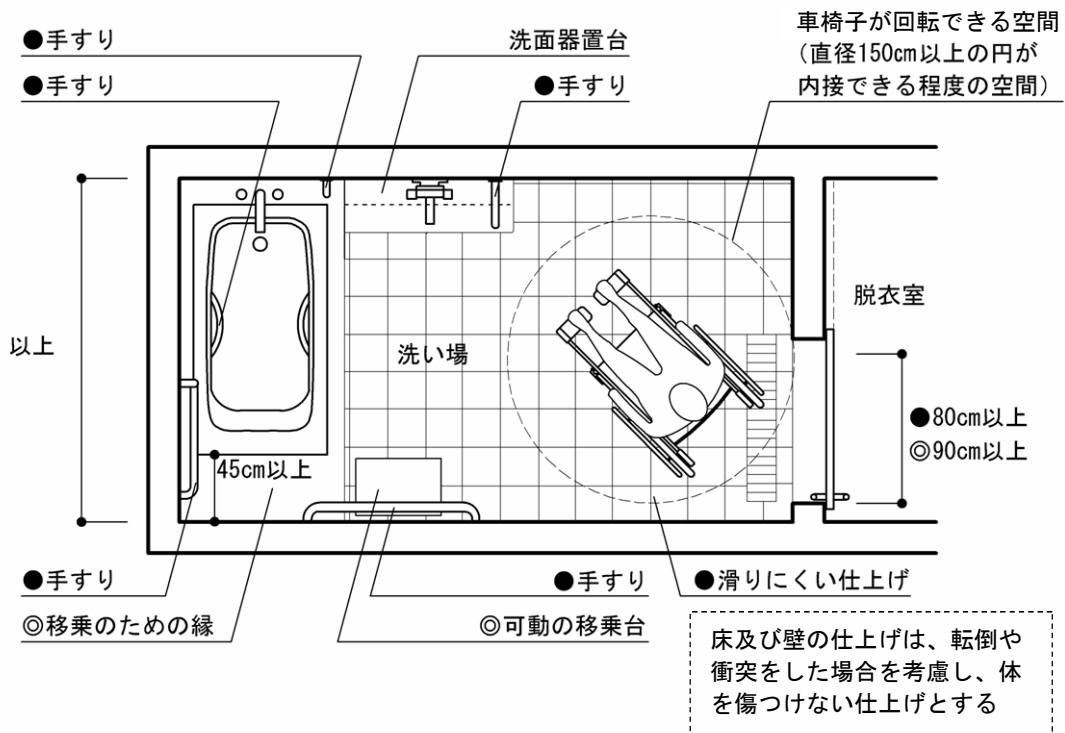 ●手すり
●手すり
洗面器置台
●手すり
車椅子が回転できる空間
(直径150cm以上の円が
内接できる程度の空間)
脱衣室
以上
洗い場
●80cm以上
◎90cm以上
45cm以上
●手すり
◎移乗のための縁
●手すり
◎可動の移乗台
●滑りにくい仕上げ
床及び壁の仕上げは、転倒や
衝突をした場合を考慮し、体
を傷つけない仕上げとする